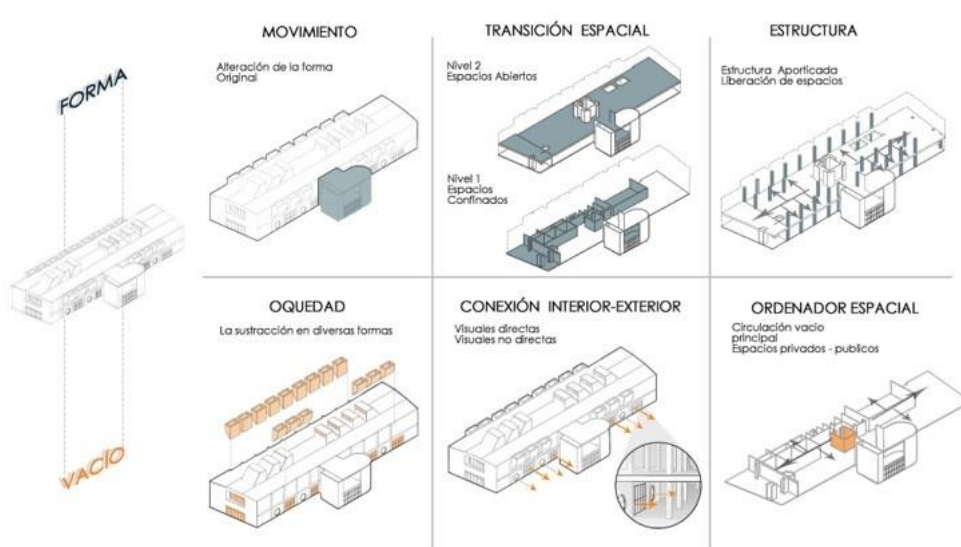 FORMA
VACÍO
MOVIMIENTO
Alteración de la forma
Original
TRANSICIÓN ESPACIAL
Nivel 2
Espacios Abiertos
Nivel 1
Espacios
Confinados
ESTRUCTURA
Estructura Aporticada
Liberación de espacios
OQUEDAD
La sustracción en diversas formas
CONEXIÓN INTERIOR-EXTERIOR
Visuales directas
Visuales no directas
ORDENADOR ESPACIAL
Circulación vacio
principal
Espacios privados - publicos